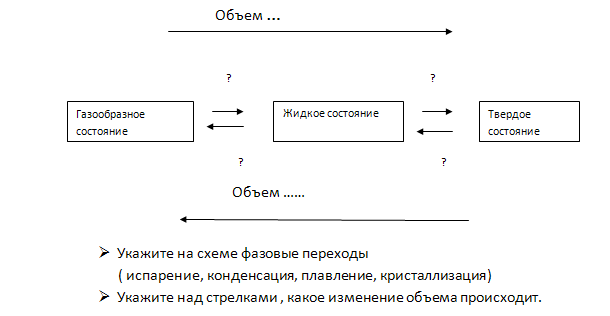 Объем ...
?
?
Газообразное
состояние
Жидкое состояние
Твердое
состояние
?
?
Объем ......
➢ Укажите на схеме фазовые переходы
( испарение, конденсация, плавление, кристаллизация)
➢ Укажите над стрелками , какое изменение объема происходит.